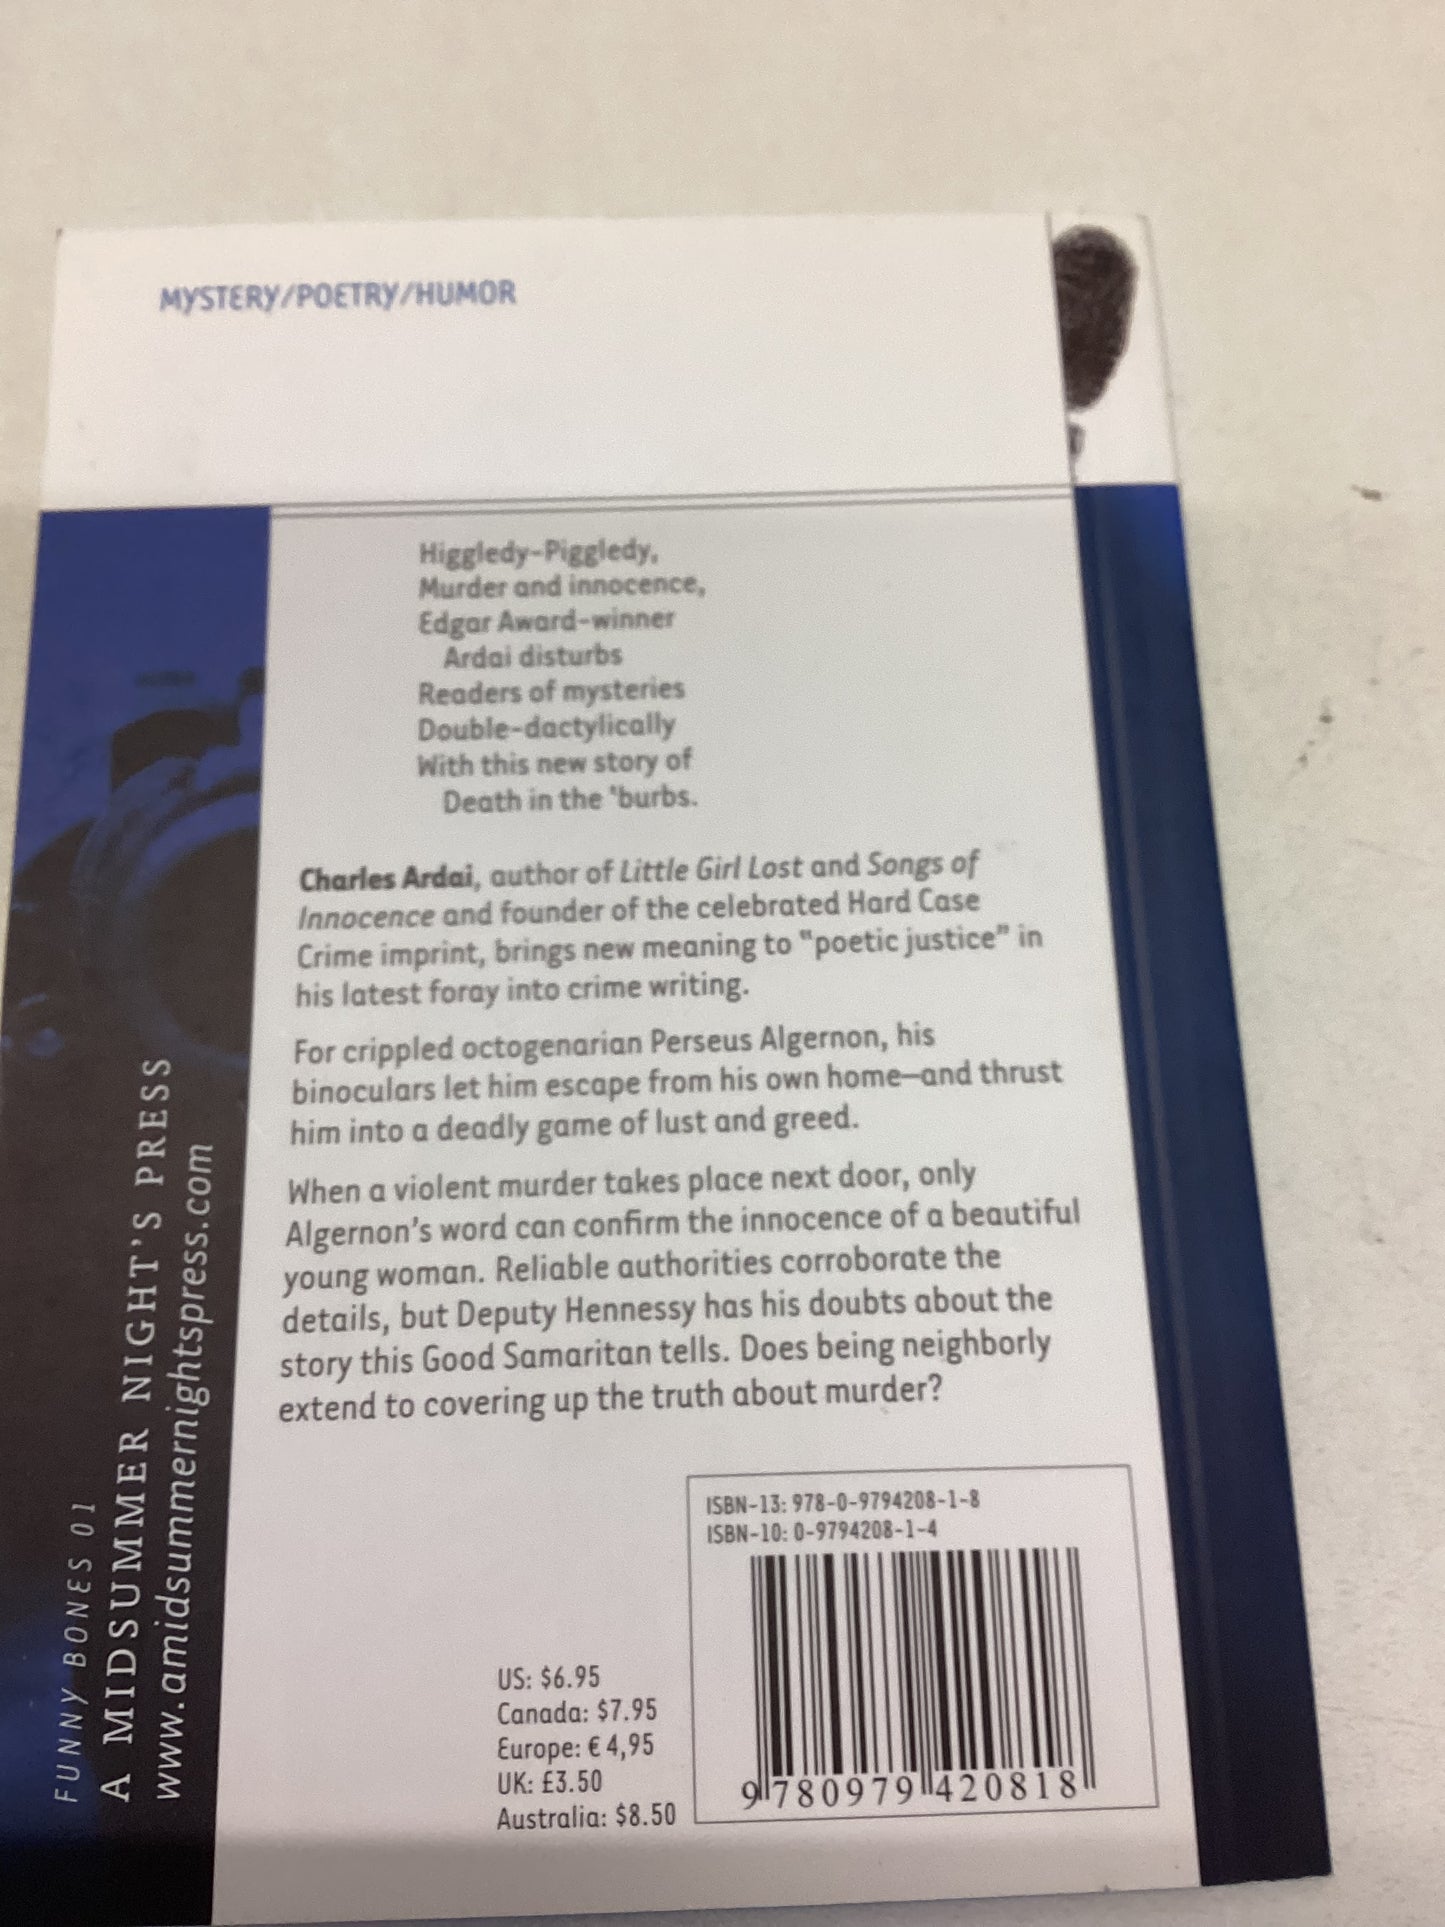 MYSTERY/POETRY/HUMOR
Higgledy-Piggledy,
Murder and innocence,
Edgar Award-winner
Ardai disturbs
Readers of mysteries
Double-dactylically
With this new story of
Death in the 'burbs.
Charles Ardai, author of Little Girl Lost and Songs of
Innocence and founder of the celebrated Hard Case
Crime imprint, brings new meaning to "poetic justice" in
his latest foray into crime writing.
For crippled octogenarian Perseus Algernon, his
binoculars let him escape from his own home—and thrust
him into a deadly game of lust and greed.
When a violent murder takes place next door, only
Algernon's word can confirm the innocence of a beautiful
young woman. Reliable authorities corroborate the
details, but Deputy Hennessy has his doubts about the
story this Good Samaritan tells. Does being neighborly
extend to covering up the truth about murder?
ISBN-13: 978-0-9794208-1-8
ISBN-10: 0-9794208-1-4
9 780979 420818
US: $6.95
Canada: $7.95
Europe: € 4,95
UK: £3.50
Australia: $8.50
FUNNY BONES 01
A MIDSUMMER NIGHT'S PRESS
www.amidsummernightspress.com